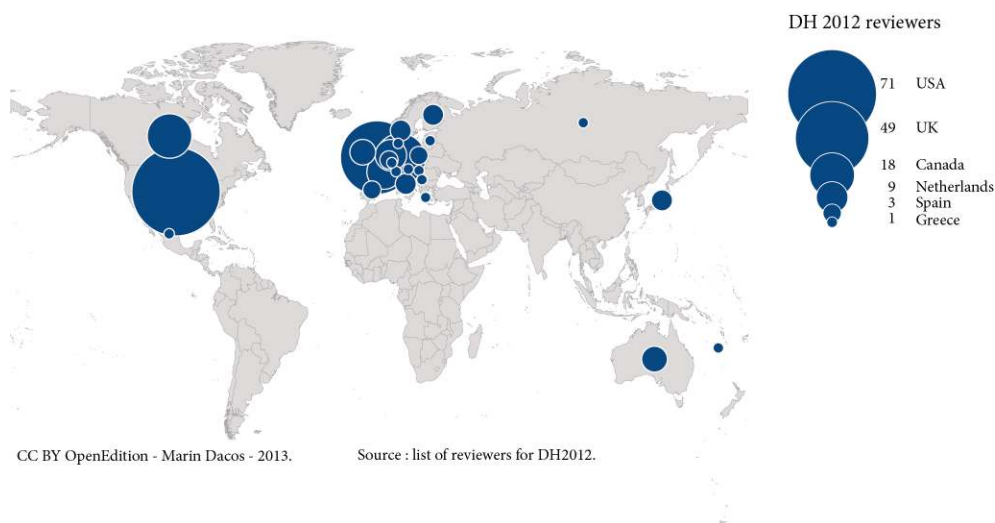 DH 2012 reviewers
71 USA
49 UK
18 Canada
9 Netherlands
3 Spain
1 Greece
CC BY OpenEdition - Marin Dacos - 2013.
Source : list of reviewers for DH2012.